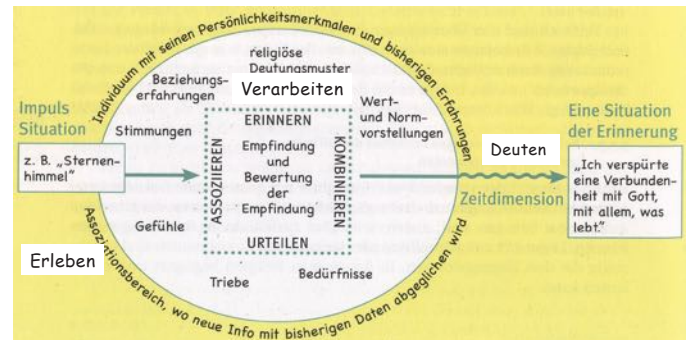 Individuum mit seinen Persönlichkeitsmerkmalen und bisherigen Erfahrungen
religiöse
Deutungsmuster
Beziehungs-
erfahrungen
Verarbeiten
Wert-
und Norm-
vorstellungen
Impuls
Situation
z. B. „Sternen-
himmel"
Stimmungen
ERINNERN
ASSOZIIEREN
Empfindung
und
Bewertung
der
Empfindung
KOMBINIEREN
URTEILEN
Deuten
Zeitdimension
Eine Situation
der Erinnerung
„Ich verspürte
eine Verbunden-
heit mit Gott,
mit allem, was
lebt."
Gefühle
Erleben
Triebe
Bedürfnisse
Assoziationsbereich, wo neue Info mit bisherigen Daten abgeglichen wird